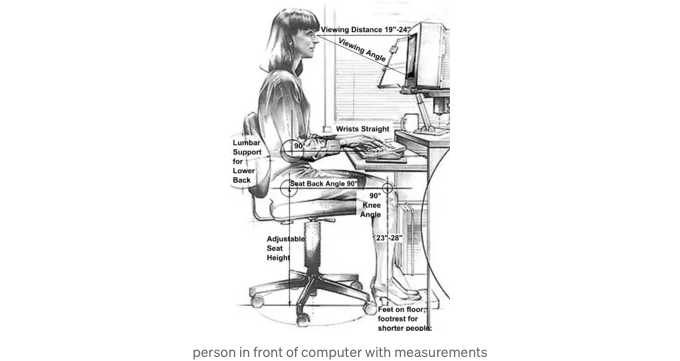 Viewing Distance 19"-24"
Viewing Angle
Wrists Straight
90°
Lumbar
Support
for
Lower
Back
Seat Back Angle 90°
90°
Knee
Angle
Adjustable
Seat
Height
23"-28"
Feet on floor;
footrest for
shorter people.
person in front of computer with measurements